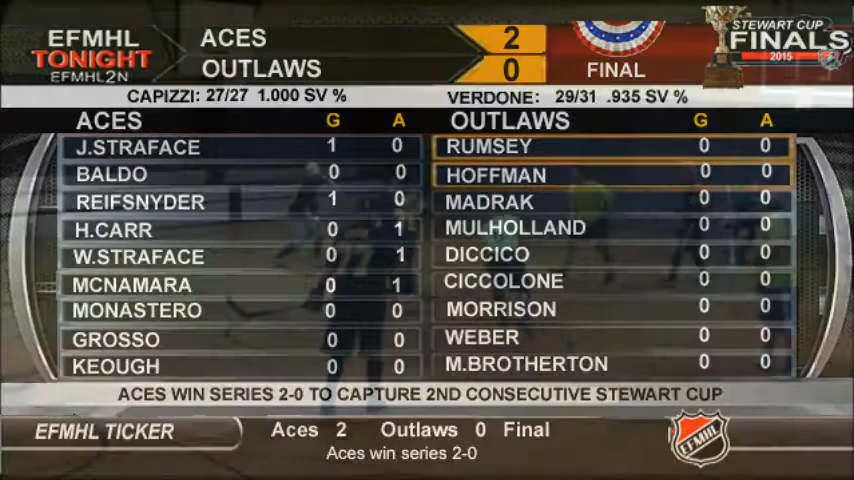 EFMHL
TONIGHT
EFMHL2N
ACES 2
OUTLAWS 0
FINAL
STEWART CUP
FINALS
2015
CAPIZZI: 27/27 1.000 SV %
VERDONE: 29/31 .935 SV %
ACES G A
J.STRAFACE 1 0
BALDO 0 0
REIFSNYDER 1 0
H.CARR 0 1
W.STRAFACE 0 1
MCNAMARA 0 1
MONASTERO 0 0
GROSSO 0 0
KEOUGH 0 0
OUTLAWS G A
RUMSEY 0 0
HOFFMAN 0 0
MADRAK 0 0
MULHOLLAND 0 0
DICCICO 0 0
CICCOLONE 0 0
MORRISON 0 0
WEBER 0 0
M.BROTHERTON 0 0
ACES WIN SERIES 2-0 TO CAPTURE 2ND CONSECUTIVE STEWART CUP
EFMHL TICKER
Aces 2 Outlaws 0 Final
Aces win series 2-0
EFMHL